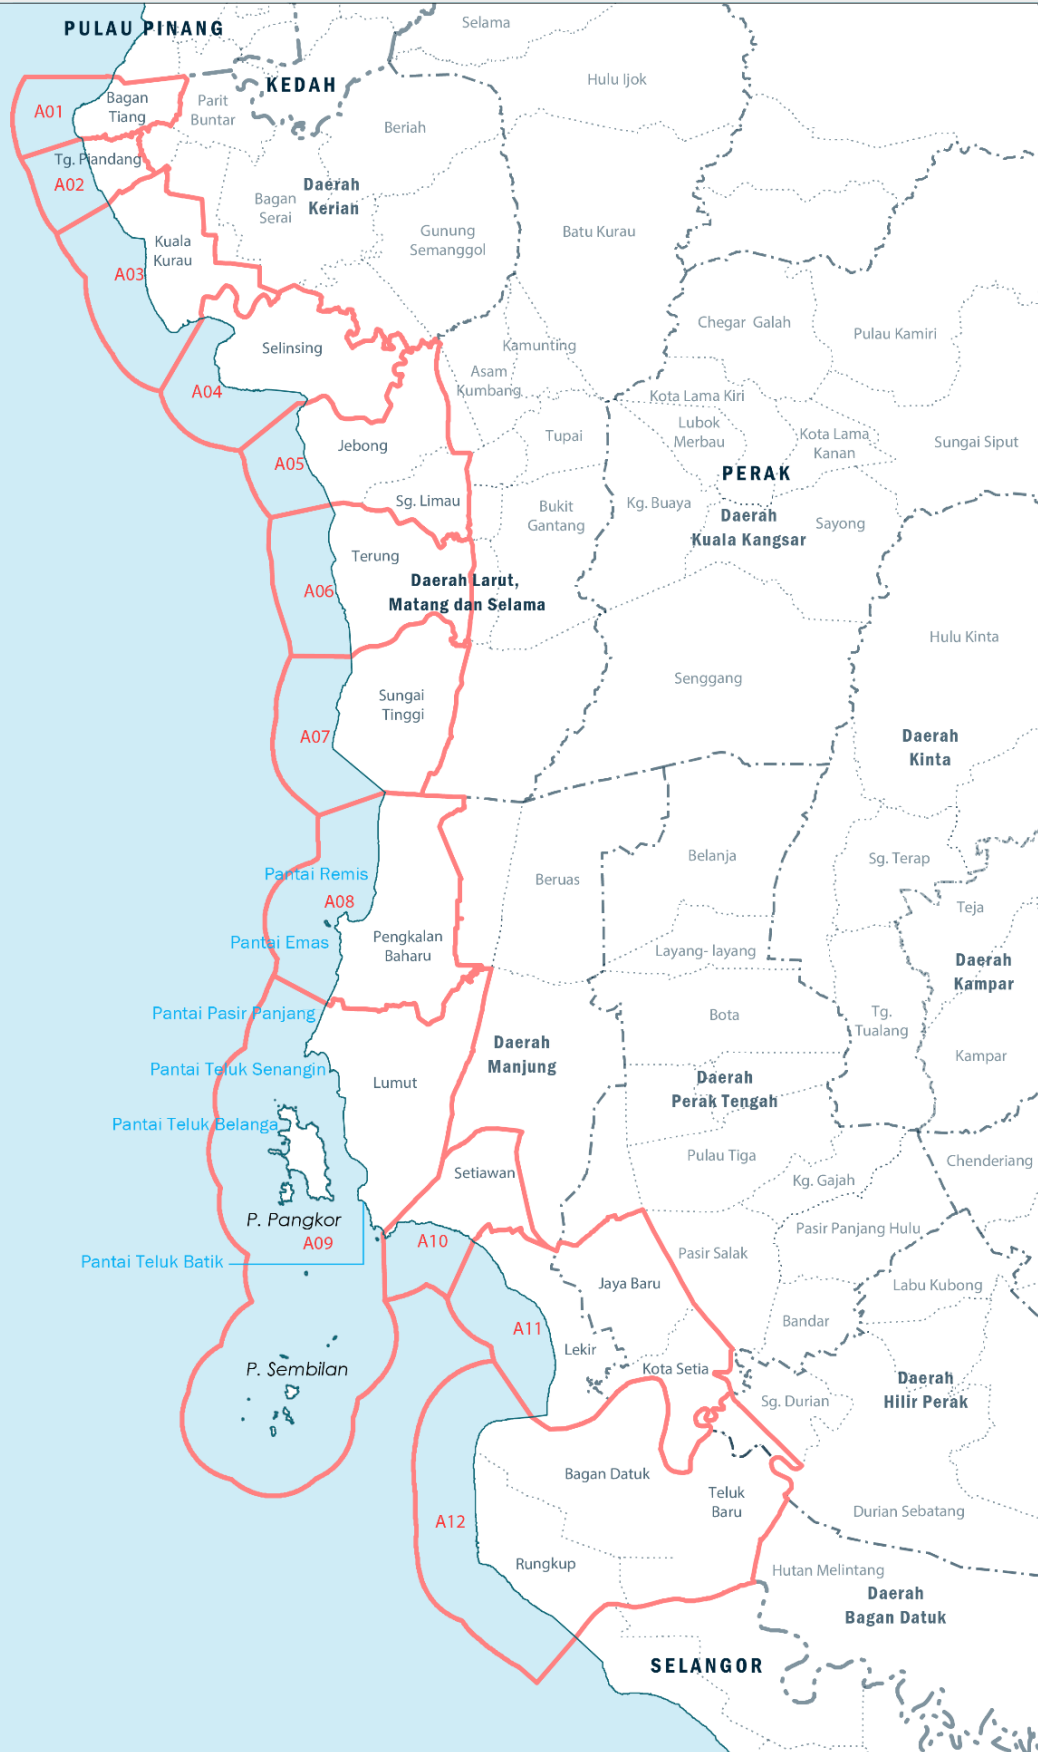 PULAU PINANG
Selama
Hulu Ijok
KEDAH
A01
Bagan
Tiang
Parit
Buntar
Beriah
Tg. Piandang
A02
Daerah
Kerian
Bagan
Serai
Gunung
Semanggol
Batu Kurau
Kuala
Kurau
A03
Chegar Galah
Pulau Kamiri
Selinsing
Kamunting
Asam
Kumbang
A04
Kota Lama Kiri
Lubok
Merbau
Kota Lama
Kanan
Sungai Siput
Tupai
Jebong
A05
PERAK
Sg. Limau
Kg. Buaya
Bukit
Gantang
Daerah
Kuala Kangsar
Sayong
Terung
Daerah Larut,
Matang dan Selama
A06
Hulu Kinta
Senggang
Sungai
Tinggi
A07
Daerah
Kinta
Belanja
Sg. Terap
Pantai Remis
Beruas
A08
Teja
Pantai Emas
Pengkalan
Baharu
Layang- layang
Daerah
Kampar
Pantai Pasir Panjang
Bota
Tg.
Tualang
Daerah
Manjung
Kampar
Pantai Teluk Senangin
Lumut
Daerah
Perak Tengah
Pantai Teluk Belanga
Pulau Tiga
Chenderiang
Setiawan
Kg. Gajah
P. Pangkor
A09
A10
Pasir Panjang Hulu
Pasir Salak
Pantai Teluk Batik
Jaya Baru
Labu Kubong
Bandar
A11
Lekir
P. Sembilan
Kota Setia
Daerah
Hilir Perak
Sg. Durian
Bagan Datuk
Teluk
Baru
A12
Durian Sebatang
Rungkup
Hutan Melintang
Daerah
Bagan Datuk
SELANGOR